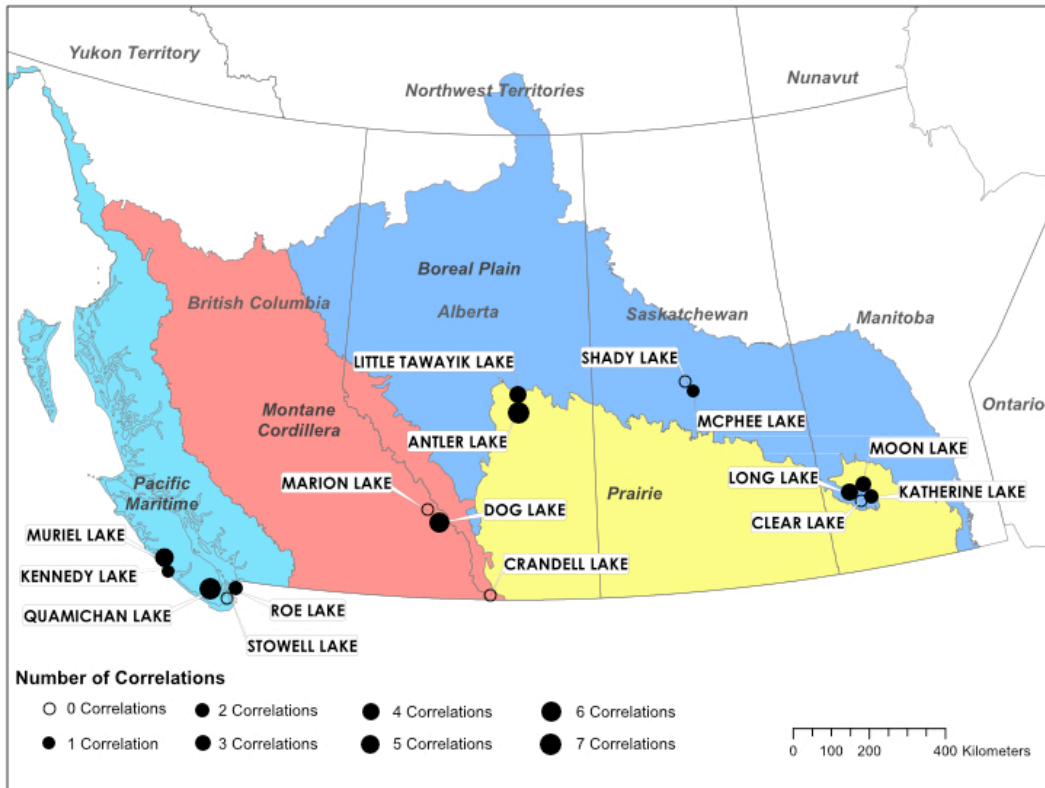 Yukon Territory
Nunavut
Northwest Territories
Boreal Plain
British Columbia
Alberta
Saskatchewan
Manitoba
LITTLE TAWAYIK LAKE
SHADY LAKE
Ontario
Montane
Cordillera
MCPHEE LAKE
ANTLER LAKE
MOON LAKE
LONG LAKE
KATHERINE LAKE
MARION LAKE
Prairie
Pacific
Maritime
DOG LAKE
CLEAR LAKE
MURIEL LAKE
CRANDELL LAKE
KENNEDY LAKE
QUAMICHAN LAKE
ROE LAKE
STOWELL LAKE
Number of Correlations
0 Correlations
2 Correlations
4 Correlations
6 Correlations
1 Correlation
3 Correlations
5 Correlations
7 Correlations
0 100 200 400 Kilometers